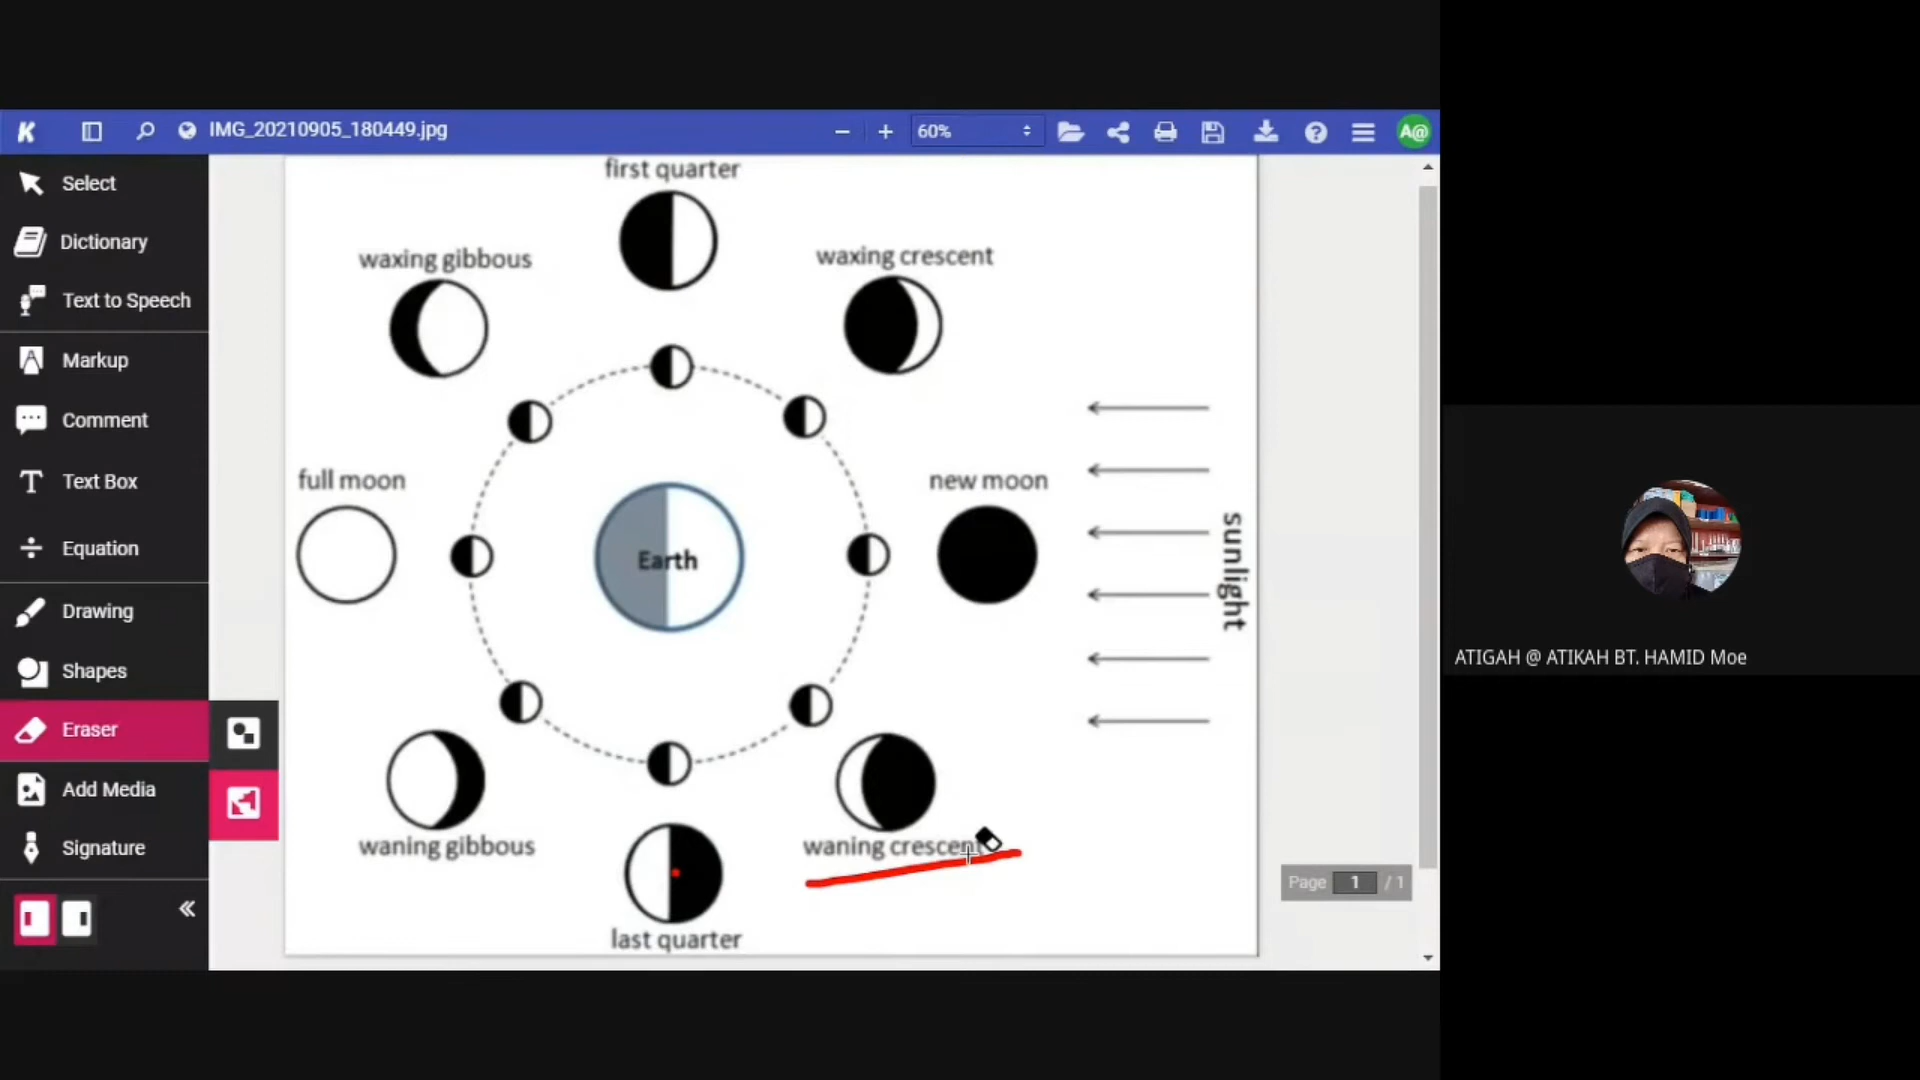 IMG_20210905_180449.jpg
60%
A@
Select
Dictionary
Text to Speech
Markup
Comment
Text Box
Equation
Drawing
Shapes
Eraser
Add Media
Signature
first quarter
waxing gibbous
waxing crescent
full moon
new moon
Earth
sunlight
waning gibbous
waning crescent
last quarter
Page 1 / 1
ATIGAH @ ATIKAH BT. HAMID Moe